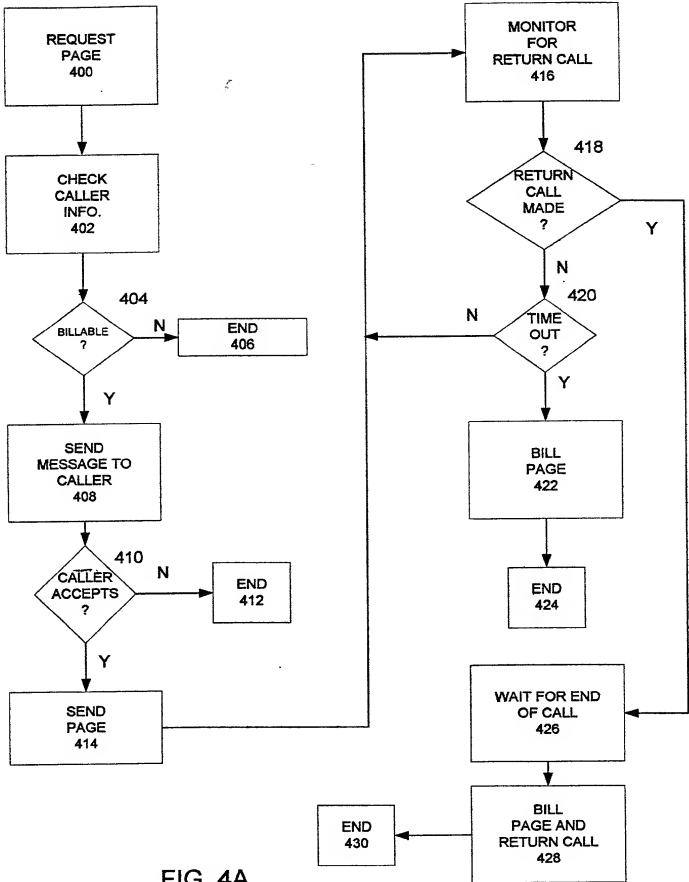 REQUEST
PAGE
400
CHECK
CALLER
INFO.
402
404
BILLABLE
?
N
END
406
Y
SEND
MESSAGE TO
CALLER
408
410
CALLER
ACCEPTS
?
N
END
412
Y
SEND
PAGE
414
MONITOR
FOR
RETURN CALL
416
418
RETURN
CALL
MADE
?
Y
N
420
TIME
OUT
?
N
Y
BILL
PAGE
422
END
424
WAIT FOR END
OF CALL
426
BILL
PAGE AND
RETURN CALL
428
END
430
FIG. 4A